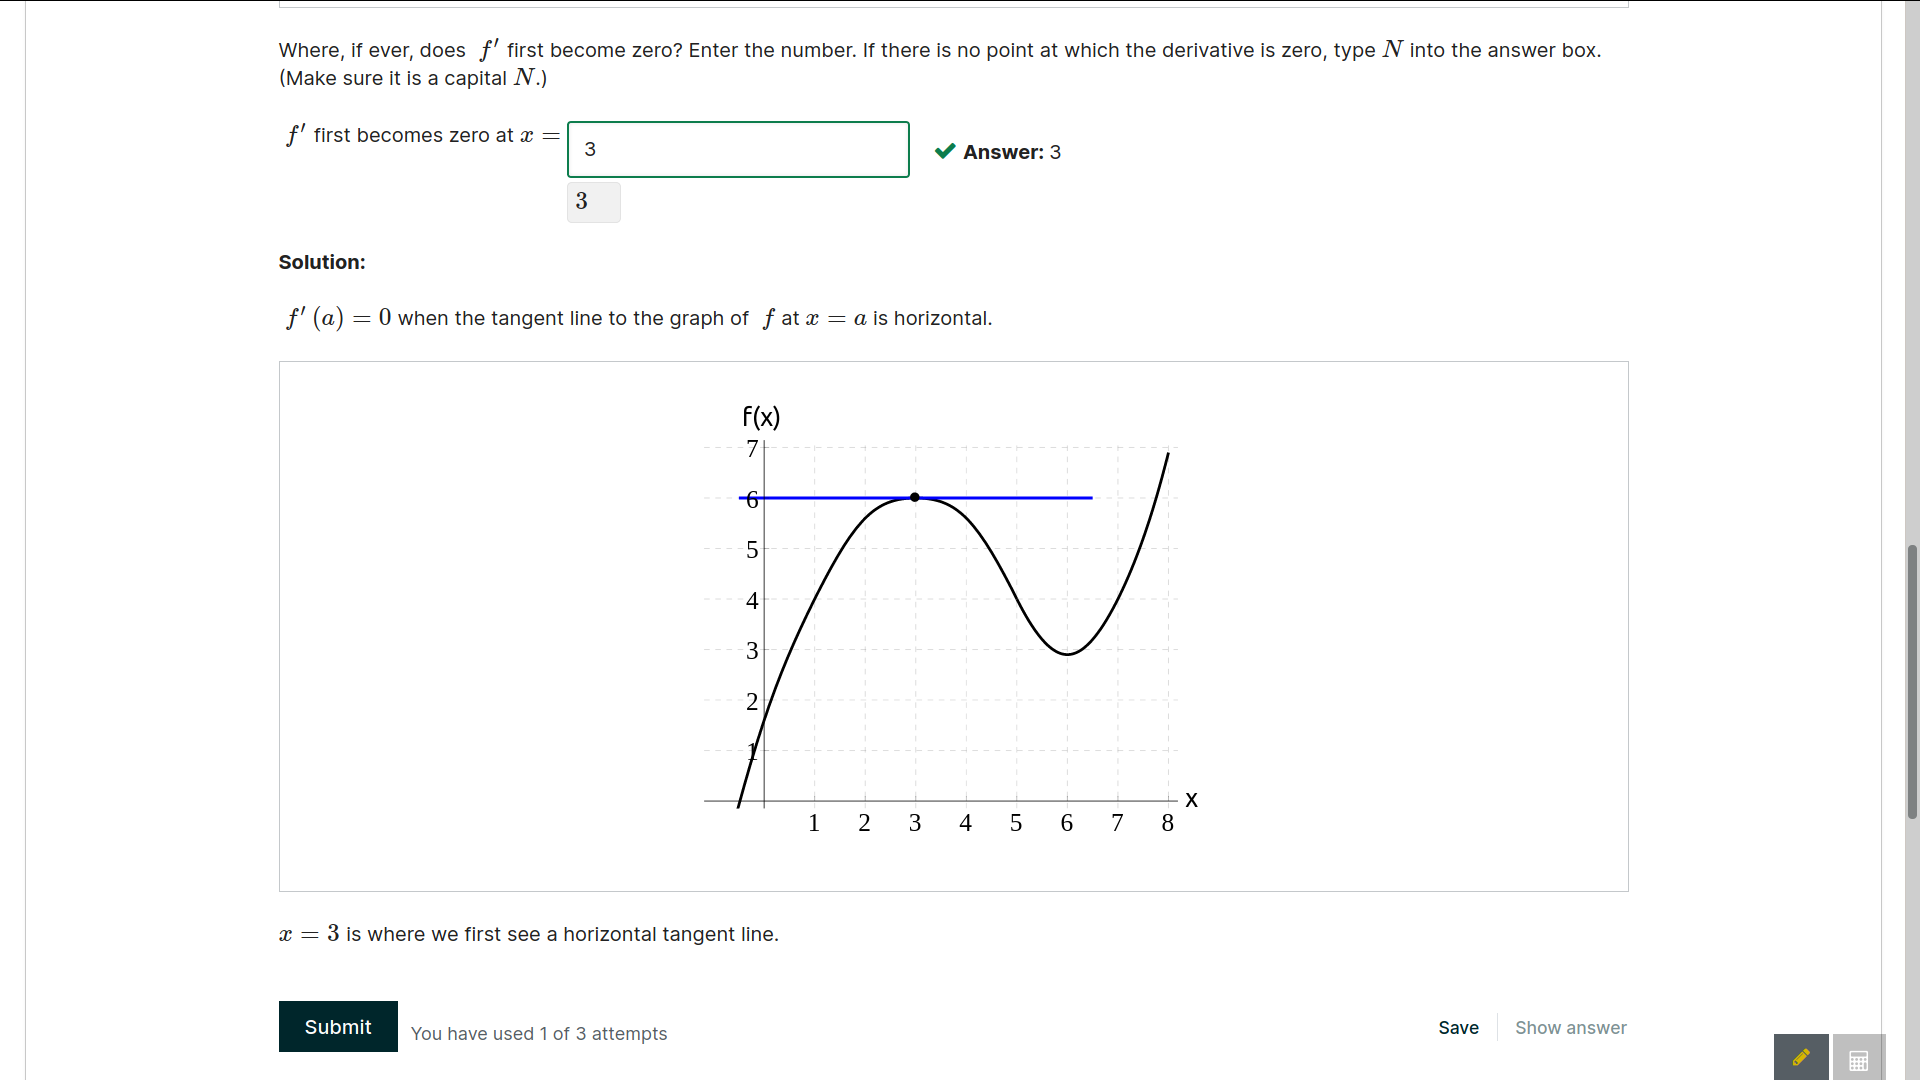 Where, if ever, does f′ first become zero? Enter the number. If there is no point at which the derivative is zero, type N into the answer box.
(Make sure it is a capital N.)
f′ first becomes zero at x =
3
✔ Answer: 3
3
Solution:
f′ (a) = 0 when the tangent line to the graph of f at x = a is horizontal.
f(x)
7
6
5
4
3
2
1
x
1 2 3 4 5 6 7 8
x = 3 is where we first see a horizontal tangent line.
Submit
You have used 1 of 3 attempts
Save
Show answer